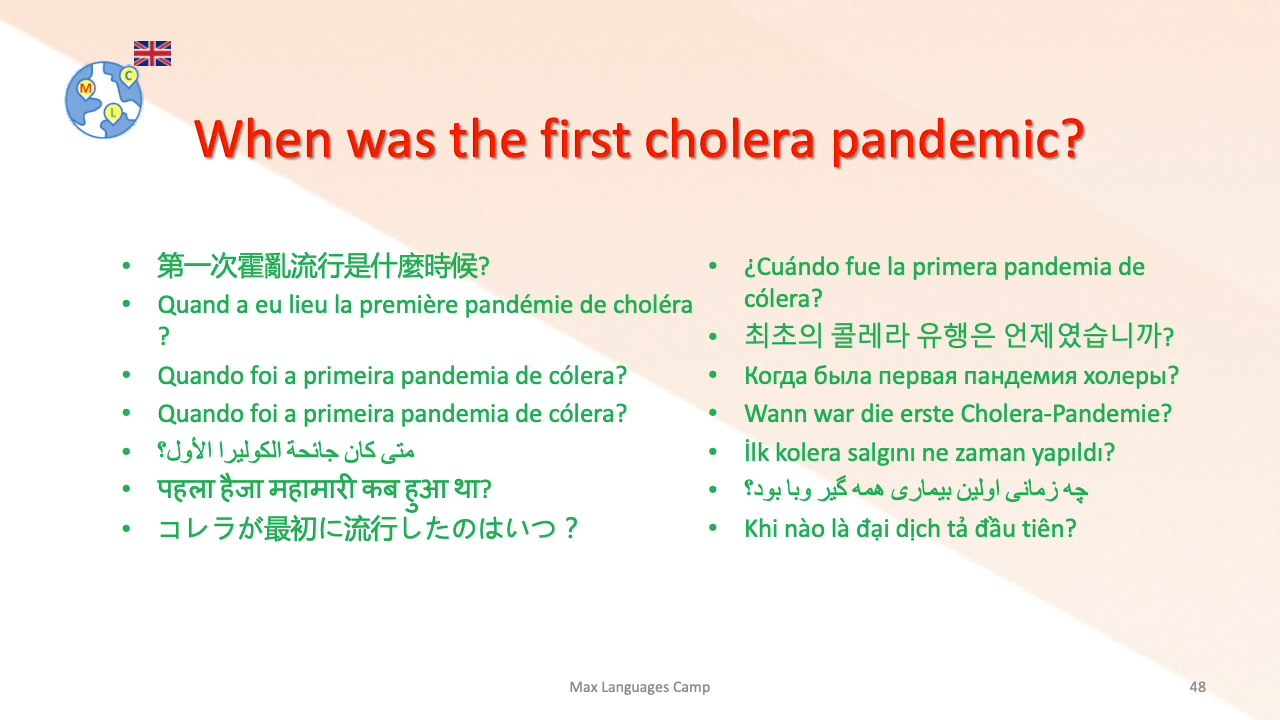 M
C
L
When was the first cholera pandemic?
• 第一次霍亂流行是什麼時候?
• Quand a eu lieu la première pandémie de choléra
?
• Quando foi a primeira pandemia de cólera?
• Quando foi a primeira pandemia de cólera?
• متى كان جائحة الكوليرا الأول؟
• पहला हैजा महामारी कब हुआ था?
• コレラが最初に流行したのはいつ？
• ¿Cuándo fue la primera pandemia de
cólera?
• 최초의 콜레라 유행은 언제였습니까?
• Когда была первая пандемия холеры?
• Wann war die erste Cholera-Pandemie?
• İlk kolera salgını ne zaman yapıldı?
• چه زمانی اولین بیماری همه گیر وبا بود؟
• Khi nào là đại dịch tả đầu tiên?
Max Languages Camp
48